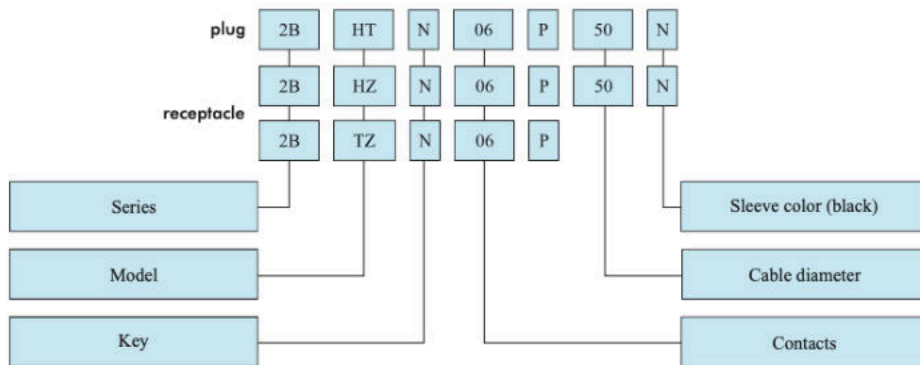 plug 2B HT N 06 P 50 N
2B HZ N 06 P 50 N
receptacle
2B TZ N 06 P
Series Sleeve color (black)
Model Cable diameter
Key Contacts